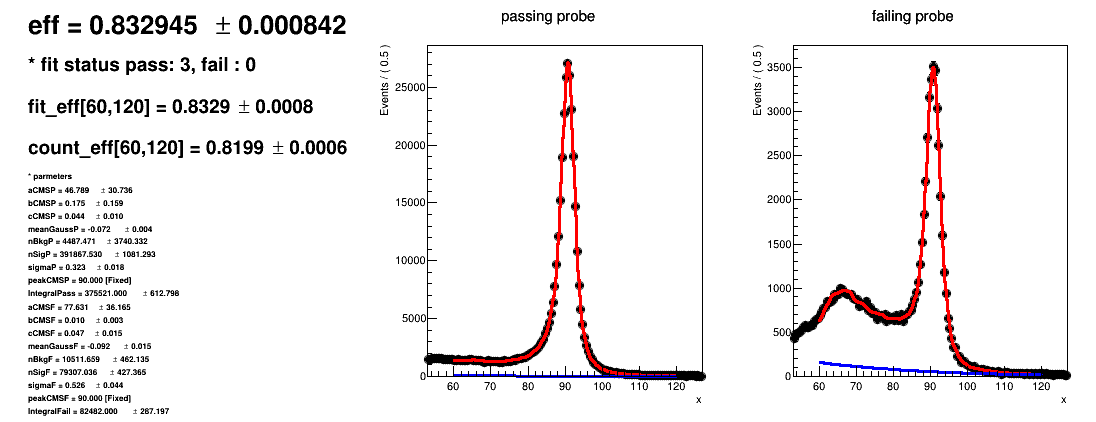 eff = 0.832945 ± 0.000842
* fit status pass: 3, fail : 0
fit_eff[60,120] = 0.8329 ± 0.0008
count_eff[60,120] = 0.8199 ± 0.0006
* parmeters
aCMSP = 46.789 ± 30.736
bCMSP = 0.175 ± 0.159
cCMSP = 0.044 ± 0.010
meanGaussP = -0.072 ± 0.004
nBkgP = 4487.471 ± 3740.332
nSigP = 391867.530 ± 1081.293
sigmaP = 0.323 ± 0.018
peakCMSP = 90.000 [Fixed]
IntegralPass = 375521.000 ± 612.798
aCMSF = 77.631 ± 36.165
bCMSF = 0.010 ± 0.003
cCMSF = 0.047 ± 0.015
meanGaussF = -0.092 ± 0.015
nBkgF = 10511.659 ± 462.135
nSigF = 79307.036 ± 427.365
sigmaF = 0.526 ± 0.044
peakCMSF = 90.000 [Fixed]
IntegralFail = 82482.000 ± 287.197
passing probe
Events / ( 0.5 )
25000
20000
15000
10000
5000
0
60 70 80 90 100 110 120
x
failing probe
Events / ( 0.5 )
3500
3000
2500
2000
1500
1000
500
0
60 70 80 90 100 110 120
x